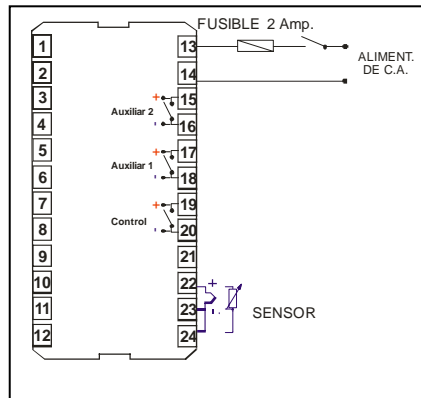 FUSIBLE 2 Amp.
1 13
ALIMENT.
DE C.A.
2 14
3 + 15
Auxiliar 2
4 - 16
5 + 17
Auxiliar 1
6 - 18
7 + 19
Control
8 - 20
9 21
10 22 +
11 23 -
SENSOR
12 24